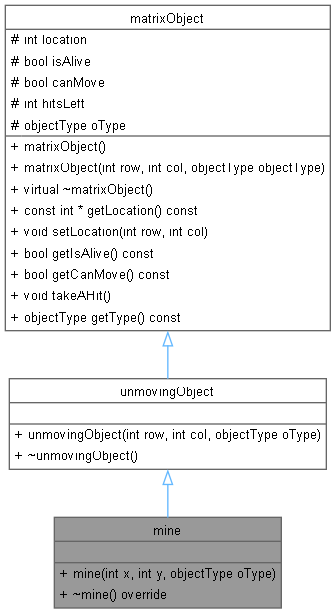 matrixObject
# int location
# bool isAlive
# bool canMove
# int hitsLeft
# objectType oType
+ matrixObject()
+ matrixObject(int row, int col, objectType objectType)
+ virtual ~matrixObject()
+ const int * getLocation() const
+ void setLocation(int row, int col)
+ bool getIsAlive() const
+ bool getCanMove() const
+ void takeAHit()
+ objectType getType() const
unmovingObject
+ unmovingObject(int row, int col, objectType oType)
+ ~unmovingObject()
mine
+ mine(int x, int y, objectType oType)
+ ~mine() override